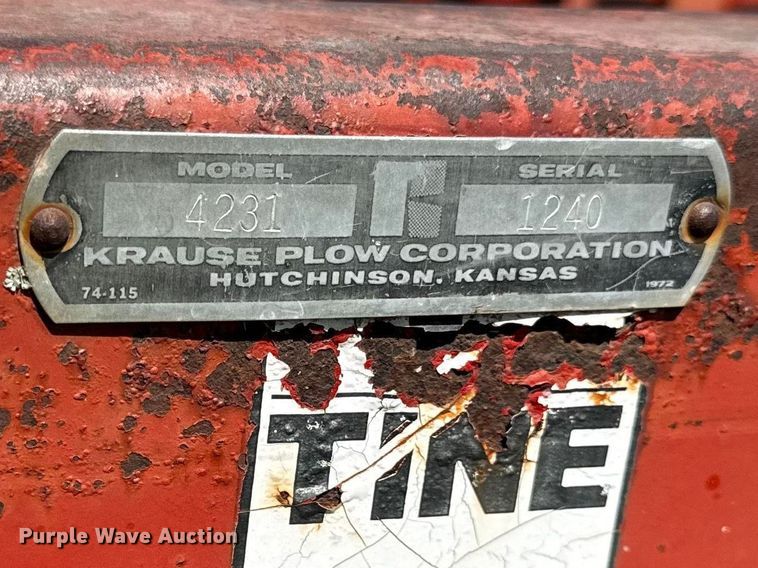 MODEL SERIAL
4231 1240
KRAUSE PLOW CORPORATION
HUTCHINSON, KANSAS
74-115 1972
TINE
Purple Wave Auction